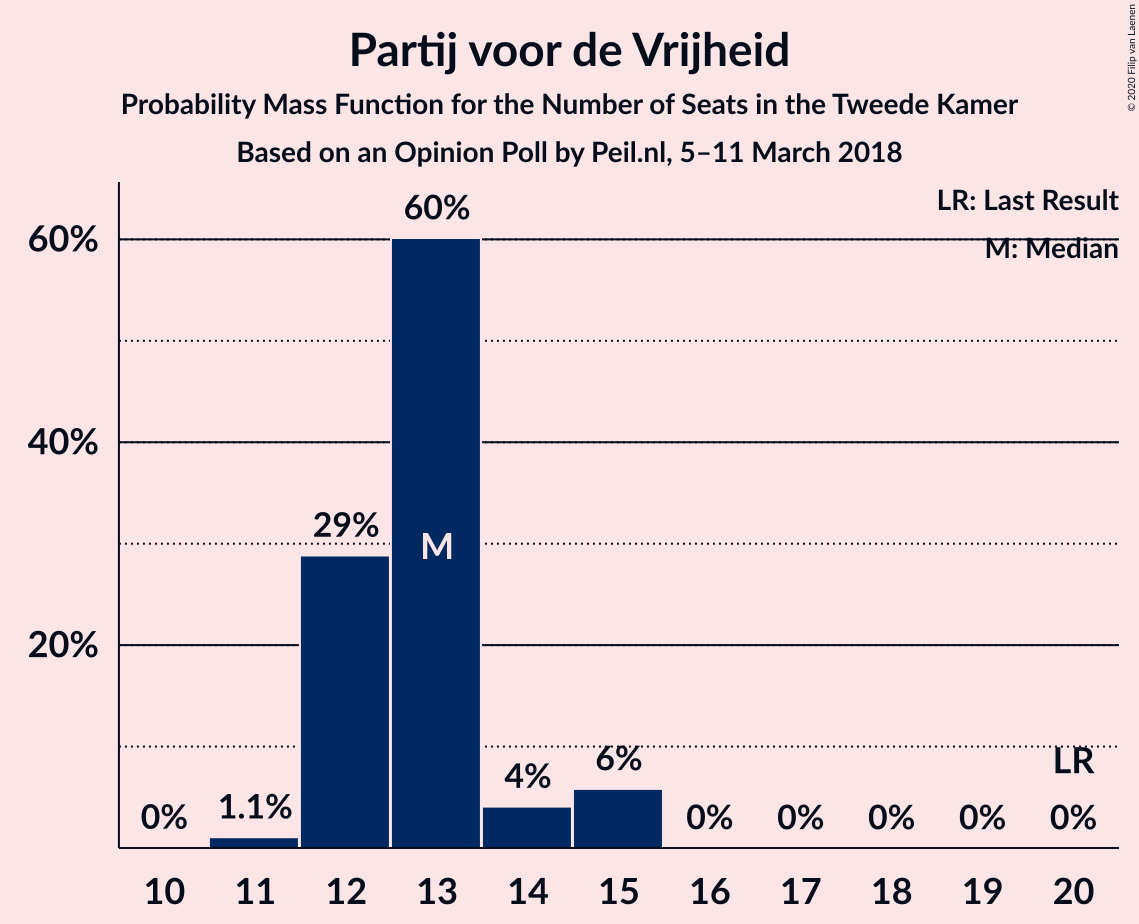 Partij voor de Vrijheid
Probability Mass Function for the Number of Seats in the Tweede Kamer
Based on an Opinion Poll by Peil.nl, 5–11 March 2018
© 2020 Filip van Laenen
LR: Last Result
M: Median
60%
40%
20%
0%
1.1%
29%
60%
M
4%
6%
0%
0%
0%
0%
LR
0%
10 11 12 13 14 15 16 17 18 19 20